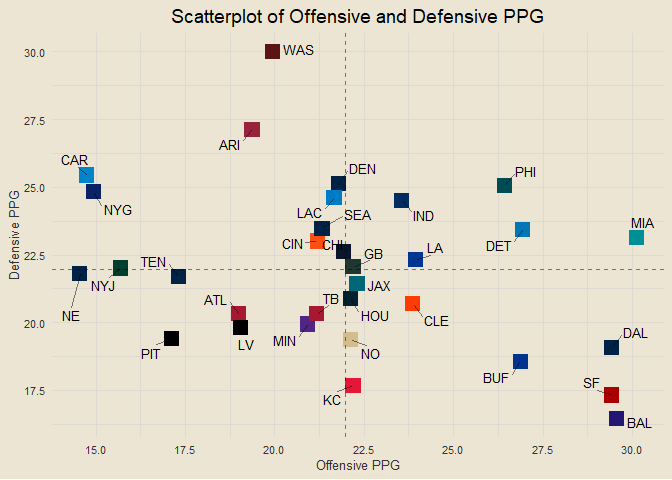 Scatterplot of Offensive and Defensive PPG
30.0
WAS
27.5
ARI
CAR
PHI
DEN
25.0
NYG
LAC
SEA
IND
MIA
CIN
CHI
DET
LA
22.5
GB
TEN
NYJ
JAX
NE
ATL
TB
HOU
CLE
20.0
MIN
LV
PIT
NO
DAL
BUF
SF
KC
17.5
BAL
Defensive PPG
15.0
17.5
20.0
22.5
25.0
27.5
30.0
Offensive PPG